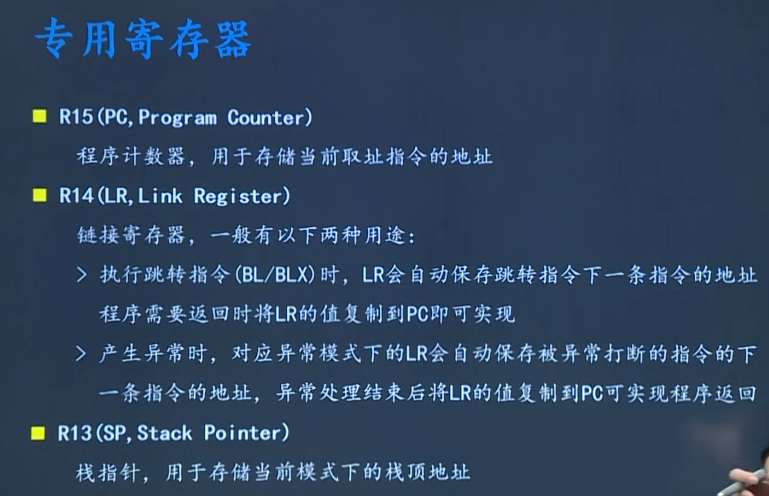 专用寄存器
R15(PC,Program Counter)
程序计数器，用于存储当前取址指令的地址
R14(LR,Link Register)
链接寄存器，一般有以下两种用途：
> 执行跳转指令(BL/BLX)时，LR会自动保存跳转指令下一条指令的地址
程序需要返回时将LR的值复制到PC即可实现
> 产生异常时，对应异常模式下的LR会自动保存被异常打断的指令的下
一条指令的地址，异常处理结束后将LR的值复制到PC可实现程序返回
R13(SP,Stack Pointer)
栈指针，用于存储当前模式下的栈顶地址